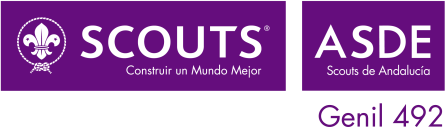 SCOUTS®
Construir un Mundo Mejor
ASDE
Scouts de Andalucía
Genil 492